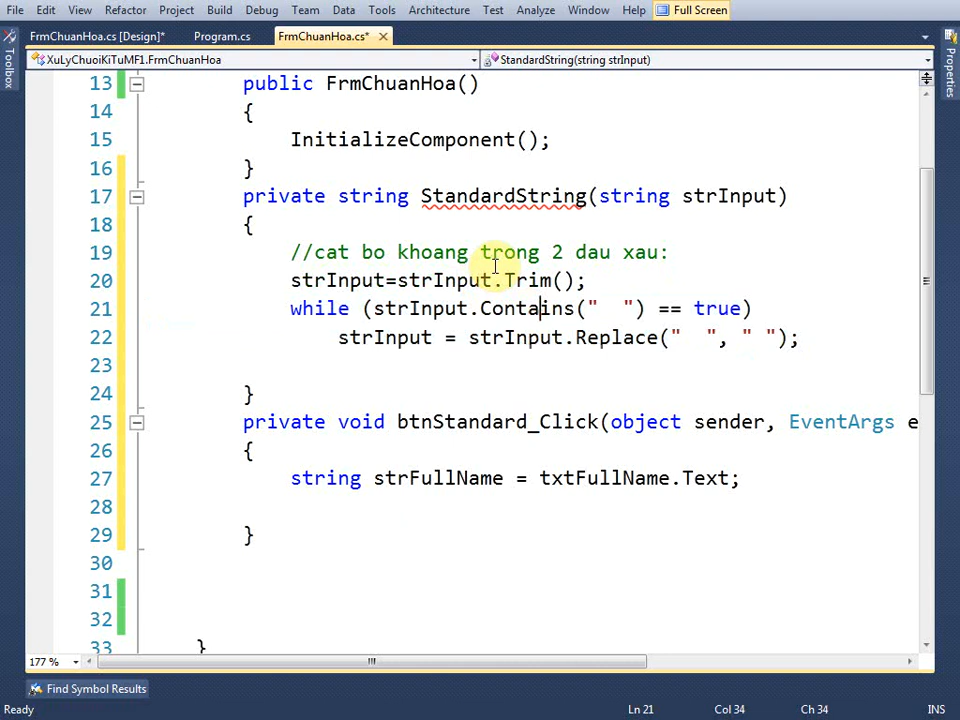 File Edit View Refactor Project Build Debug Team Data Tools Architecture Test Analyze Window Help Full Screen
FrmChuanHoa.cs [Design]* Program.cs FrmChuanHoa.cs*
XuLyChuoiKiTuMF1.FrmChuanHoa StandardString(string strInput)
Toolbox
Properties
13 public FrmChuanHoa()
14 {
15 InitializeComponent();
16 }
17 private string StandardString(string strInput)
18 {
19 //cat bo khoang trong 2 dau xau:
20 strInput=strInput.Trim();
21 while (strInput.Contains("  ") == true)
22 strInput = strInput.Replace("  ", " ");
23
24 }
25 private void btnStandard_Click(object sender, EventArgs e
26 {
27 string strFullName = txtFullName.Text;
28
29 }
30
31
32
33 }
177 %
Find Symbol Results
Ready Ln 21 Col 34 Ch 34 INS